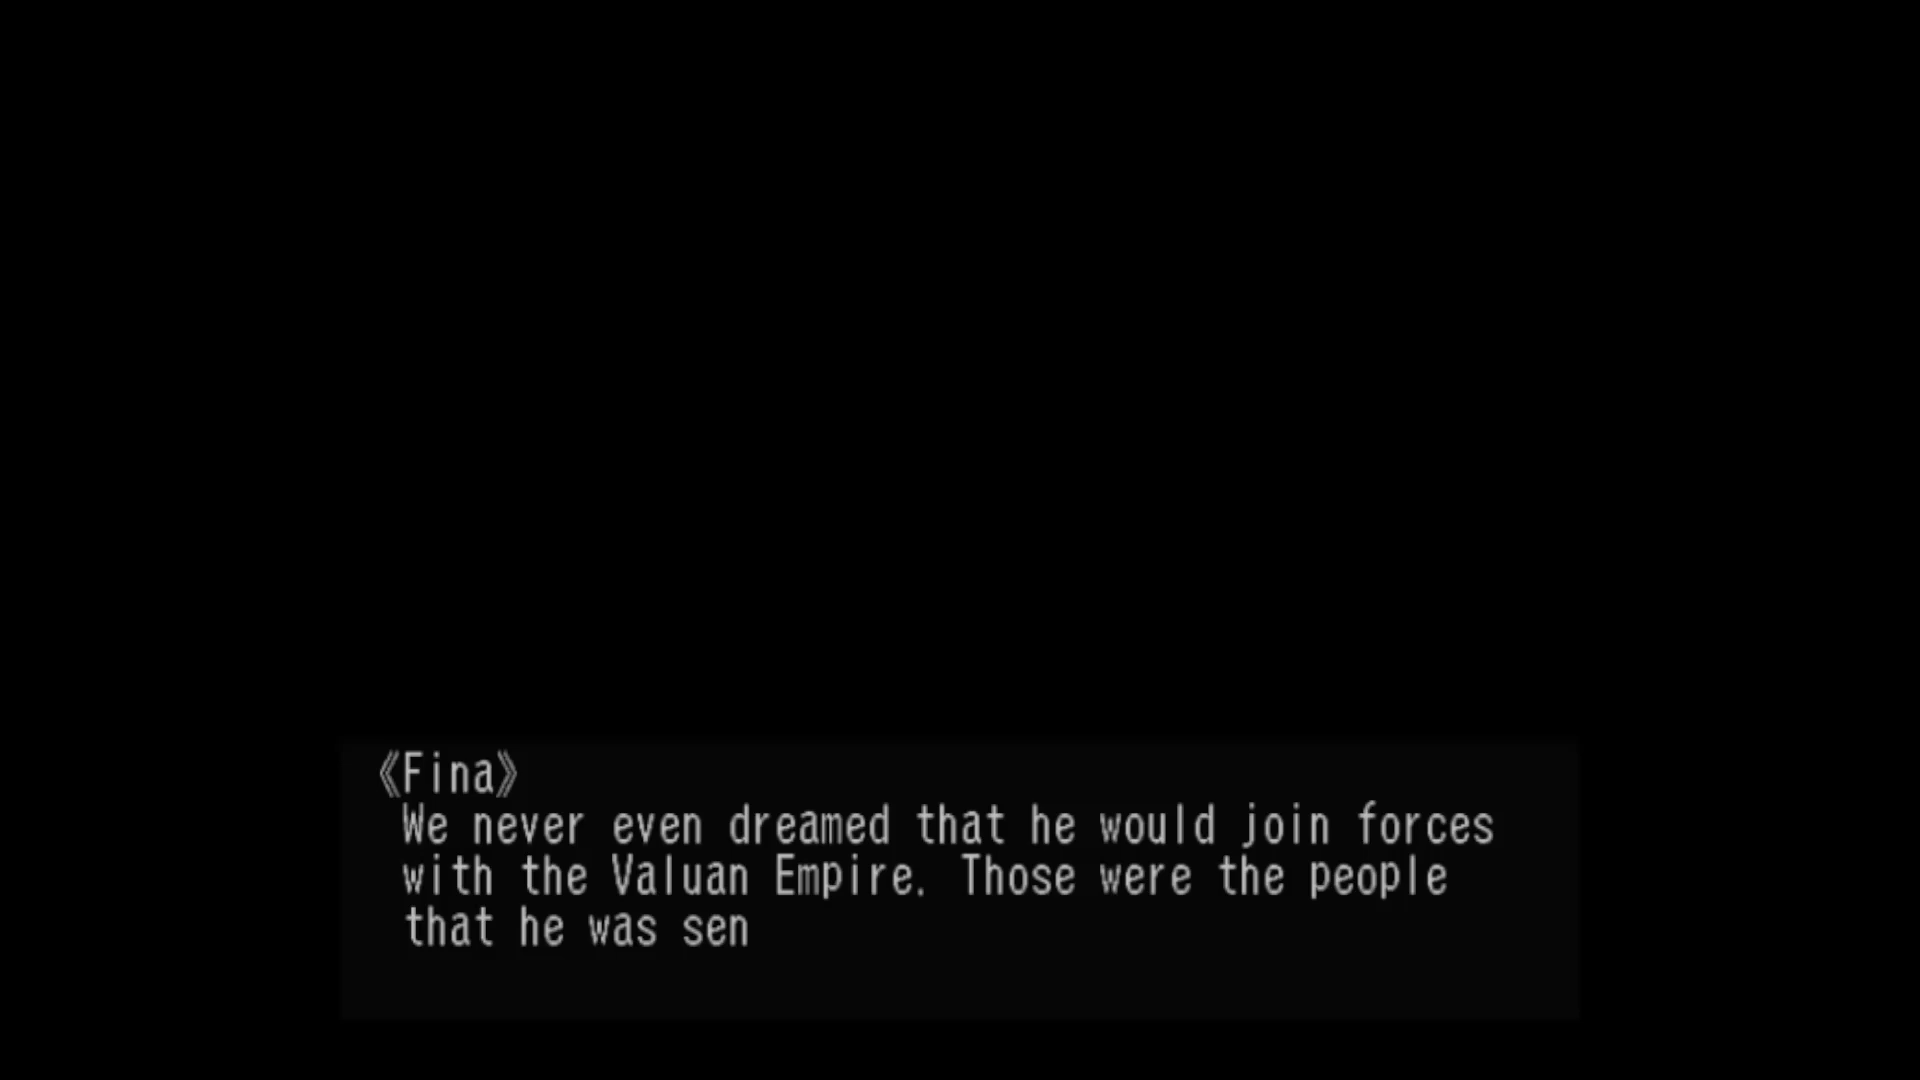 《Fina》
We never even dreamed that he would join forces
with the Valuan Empire. Those were the people
that he was sen